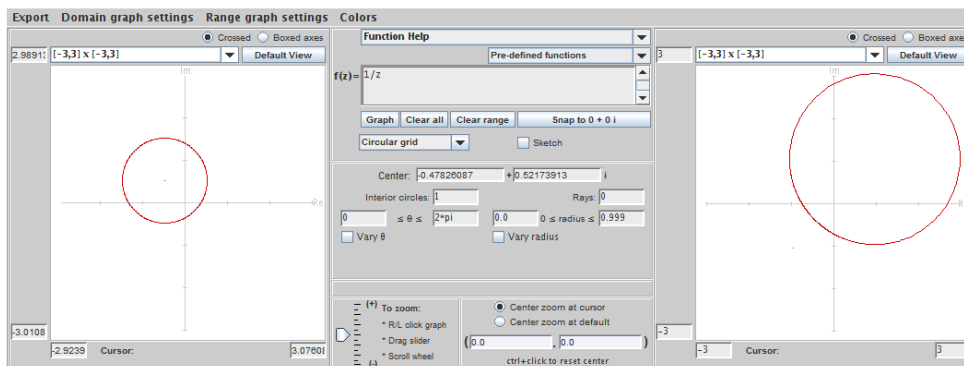 Export Domain graph settings Range graph settings Colors
Crossed Boxed axes
2.9891 [-3,3] x [-3,3] Default View
Im
Re
-3.0108
-2.9239 Cursor: 3.07608
Function Help
Pre-defined functions
f(z)= 1/z
Graph Clear all Clear range Snap to 0 + 0 i
Circular grid Sketch
Center: -0.47826087 + 0.52173913 i
Interior circles: 1 Rays: 0
0 ≤ θ ≤ 2*pi 0.0 0 ≤ radius ≤ 0.999
Vary θ Vary radius
(+) To zoom:
* R/L click graph
* Drag slider
* Scroll wheel
(-)
Center zoom at cursor
Center zoom at default
( 0.0 , 0.0 )
ctrl+click to reset center
Crossed Boxed axe
3 [-3,3] x [-3,3] Default View
im
-3
-3 Cursor: 3